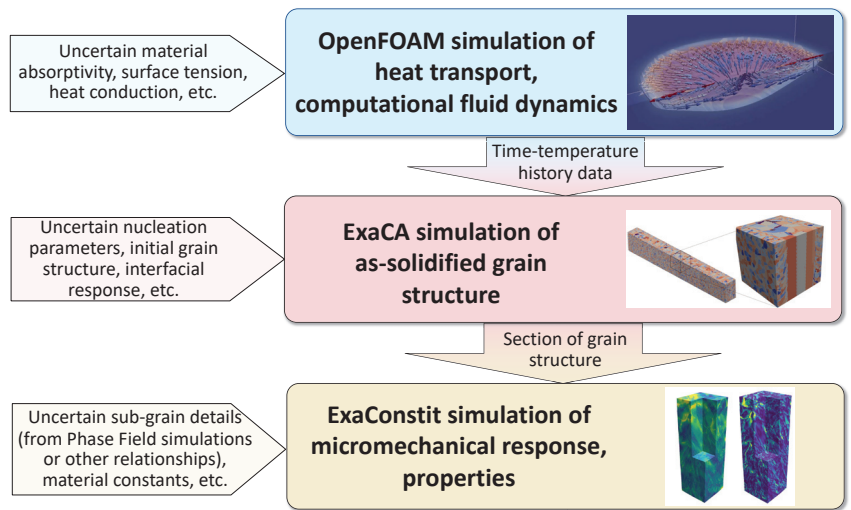 Uncertain material
absorptivity, surface tension,
heat conduction, etc.
OpenFOAM simulation of
heat transport,
computational fluid dynamics
Time-temperature
history data
Uncertain nucleation
parameters, initial grain
structure, interfacial
response, etc.
ExaCA simulation of
as-solidified grain
structure
Section of grain
structure
Uncertain sub-grain details
(from Phase Field simulations
or other relationships),
material constants, etc.
ExaConstit simulation of
micromechanical response,
properties